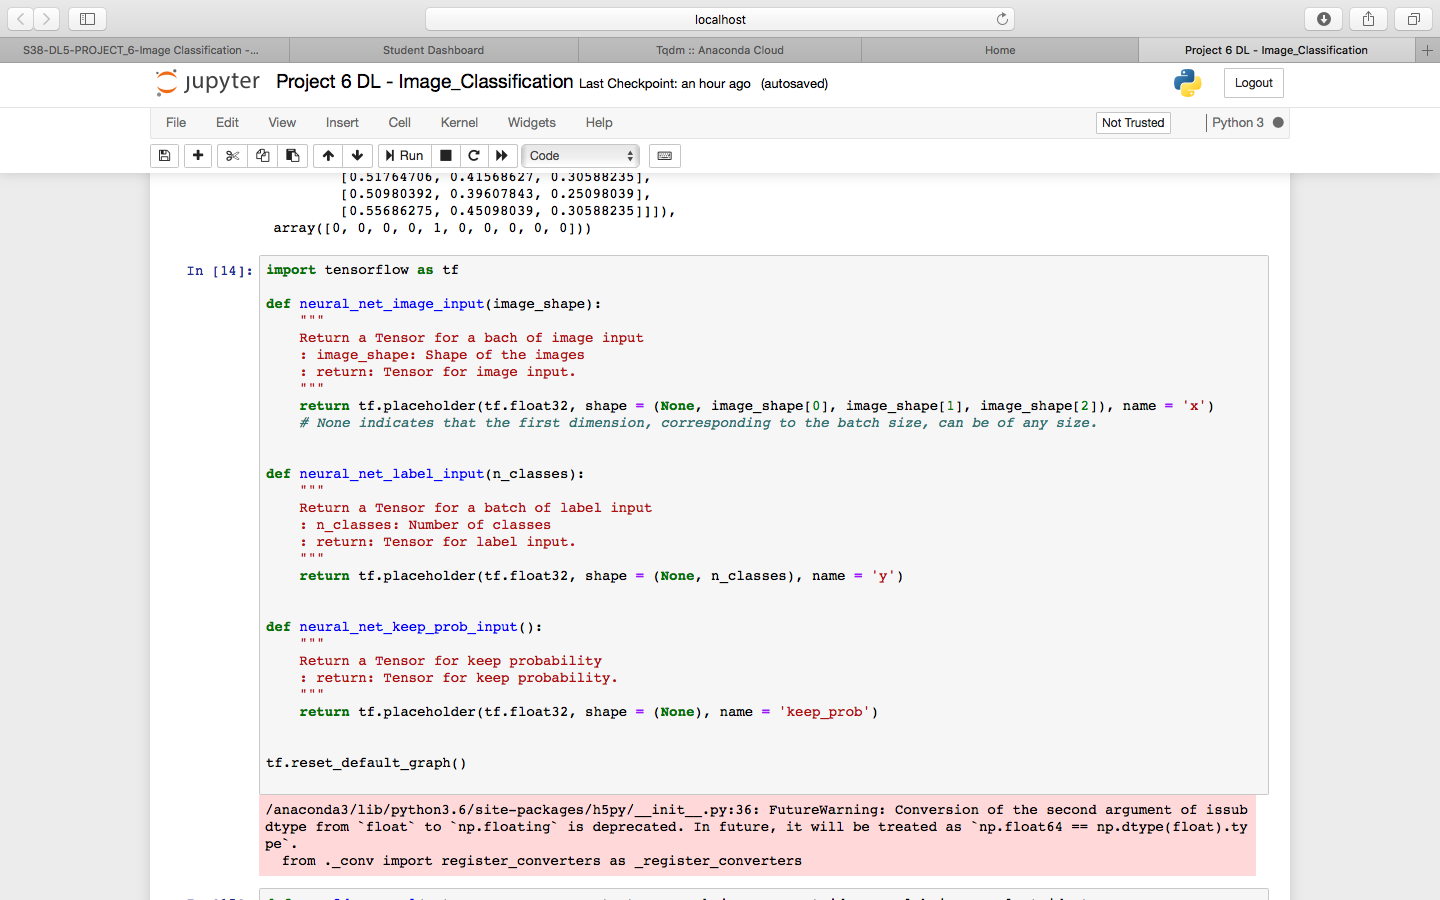 localhost
S38-DL5-PROJECT_6-Image Classification -...
Student Dashboard
Tqdm :: Anaconda Cloud
Home
Project 6 DL - Image_Classification
jupyter Project 6 DL - Image_Classification Last Checkpoint: an hour ago (autosaved)
Logout
File Edit View Insert Cell Kernel Widgets Help
Not Trusted
Python 3
Run
Code
[0.51764706, 0.41568627, 0.30588235],
[0.50980392, 0.39607843, 0.25098039],
[0.55686275, 0.45098039, 0.30588235]]]),
array([0, 0, 0, 0, 1, 0, 0, 0, 0, 0]))
In [14]:
import tensorflow as tf
def neural_net_image_input(image_shape):
"""
Return a Tensor for a bach of image input
: image_shape: Shape of the images
: return: Tensor for image input.
"""
return tf.placeholder(tf.float32, shape = (None, image_shape[0], image_shape[1], image_shape[2]), name = 'x')
# None indicates that the first dimension, corresponding to the batch size, can be of any size.
def neural_net_label_input(n_classes):
"""
Return a Tensor for a batch of label input
: n_classes: Number of classes
: return: Tensor for label input.
"""
return tf.placeholder(tf.float32, shape = (None, n_classes), name = 'y')
def neural_net_keep_prob_input():
"""
Return a Tensor for keep probability
: return: Tensor for keep probability.
"""
return tf.placeholder(tf.float32, shape = (None), name = 'keep_prob')
tf.reset_default_graph()
/anaconda3/lib/python3.6/site-packages/h5py/__init__.py:36: FutureWarning: Conversion of the second argument of issub
dtype from `float` to `np.floating` is deprecated. In future, it will be treated as `np.float64 == np.dtype(float).ty
pe`.
from ._conv import register_converters as _register_converters